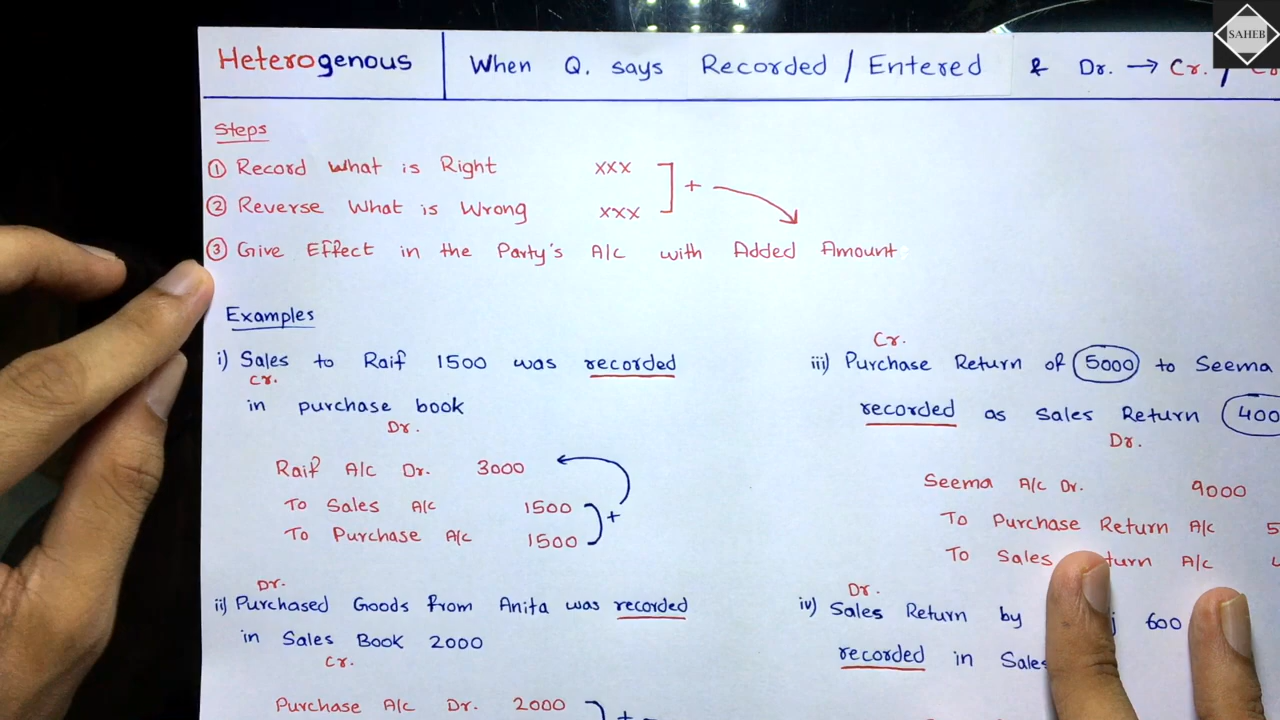 SAHEB
Heterogenous When Q. says Recorded / Entered & Dr. → Cr. /
Steps
① Record What is Right xxx
② Reverse What is Wrong xxx
+
③ Give Effect in the Party's A/c with Added Amount
Examples
i) Sales to Raif 1500 was recorded
Cr.
in purchase book
Dr.
Raif A/c Dr. 3000
To Sales A/c 1500
To Purchase A/c 1500
+
Dr.
ii) Purchased Goods from Anita was recorded
in Sales Book 2000
Cr.
Purchase A/c Dr. 2000
+
Cr.
iii) Purchase Return of 5000 to Seema
recorded as Sales Return 400
Dr.
Seema A/c Dr. 9000
To Purchase Return A/c 5
To Sales A/c
Dr.
iv) Sales Return by 600
recorded in Sales